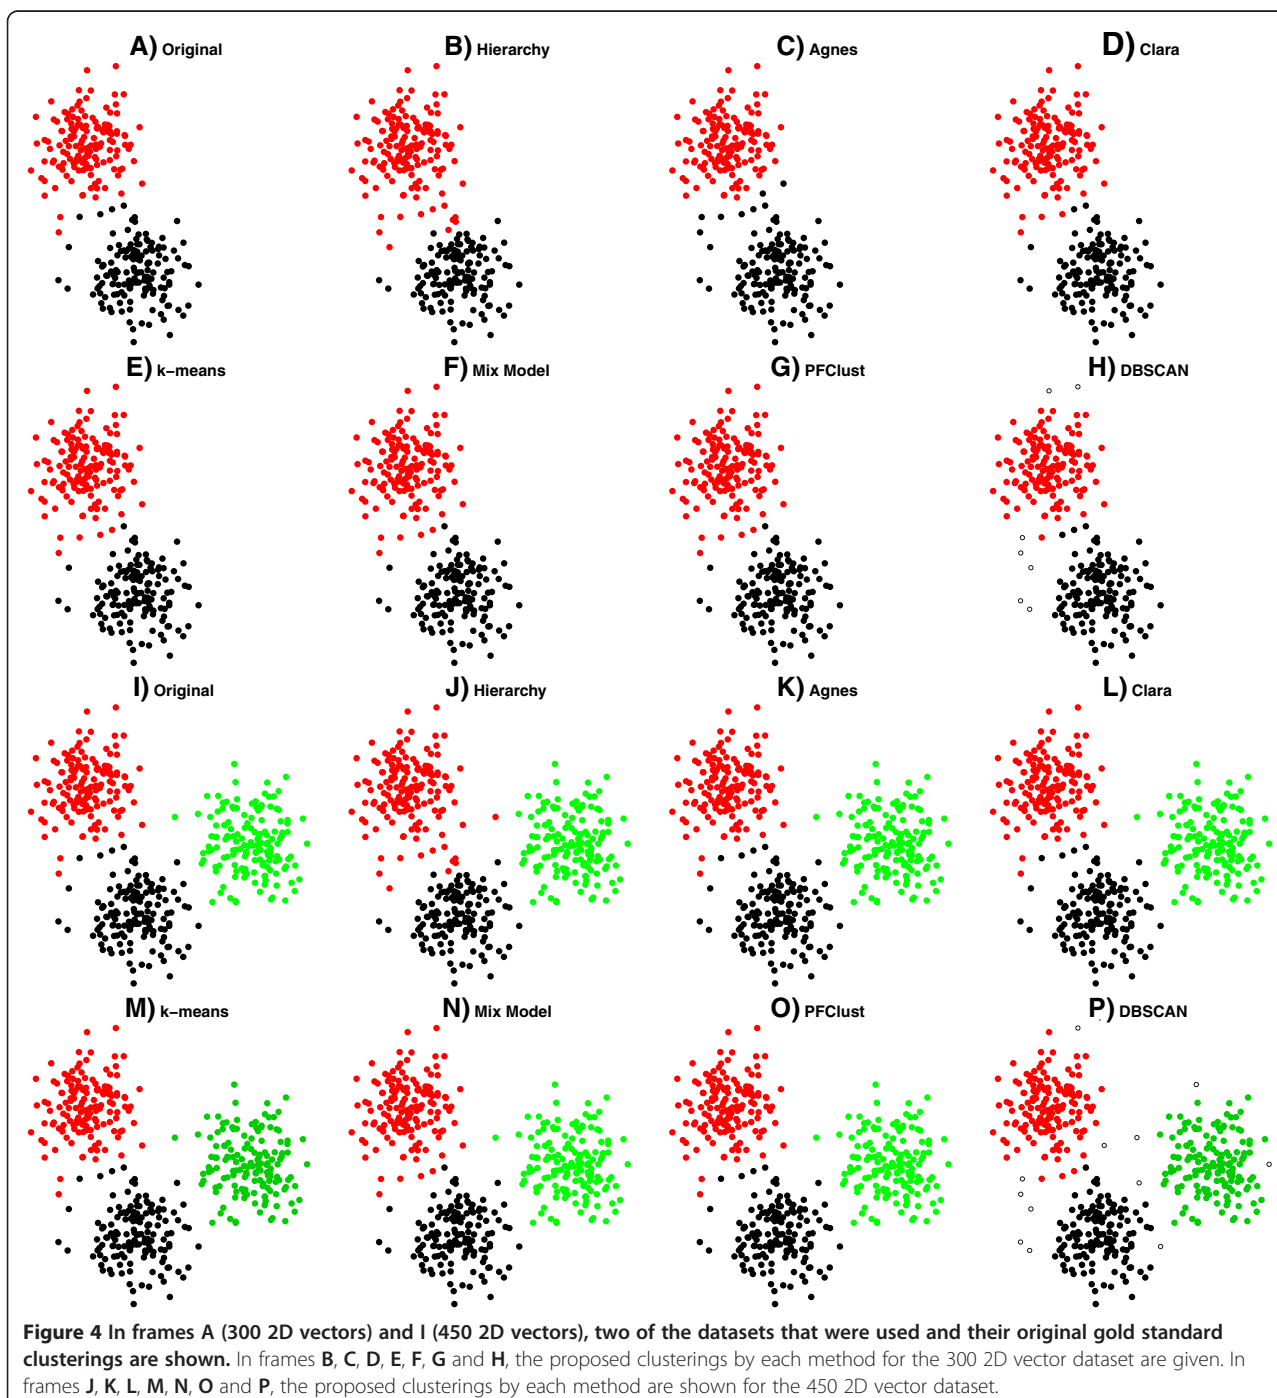 A) Original
B) Hierarchy
C) Agnes
D) Clara
E) k−means
F) Mix Model
G) PFClust
H) DBSCAN
I) Original
J) Hierarchy
K) Agnes
L) Clara
M) k−means
N) Mix Model
O) PFClust
P) DBSCAN
Figure 4 In frames A (300 2D vectors) and I (450 2D vectors), two of the datasets that were used and their original gold standard
clusterings are shown. In frames B, C, D, E, F, G and H, the proposed clusterings by each method for the 300 2D vector dataset are given. In
frames J, K, L, M, N, O and P, the proposed clusterings by each method are shown for the 450 2D vector dataset.